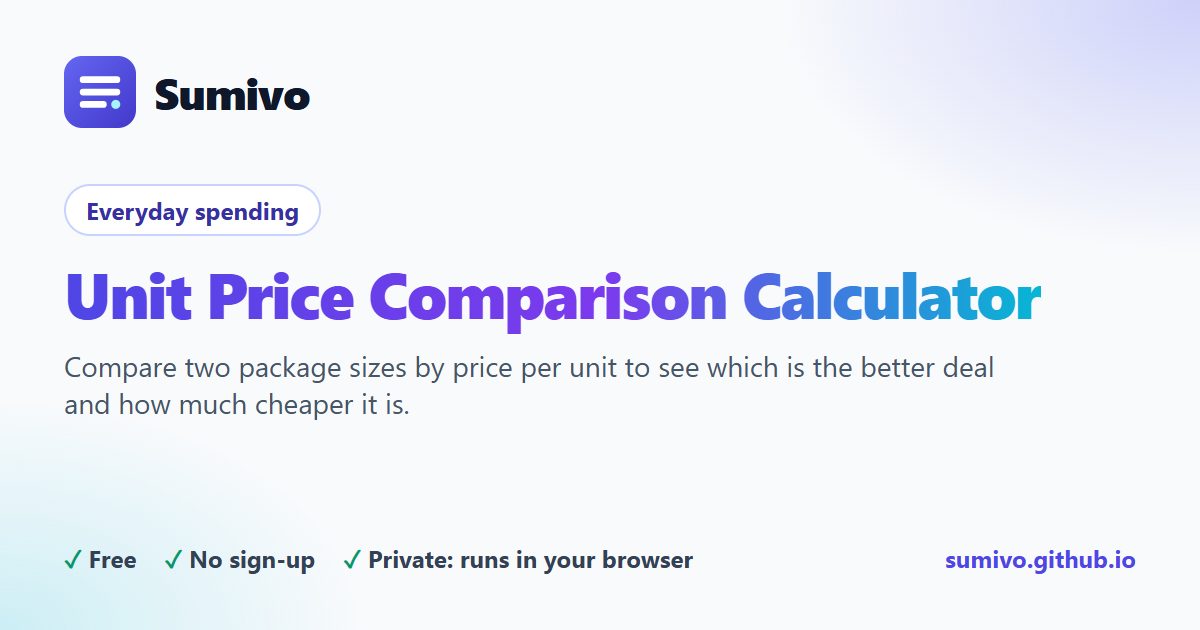 Sumivo
Everyday spending
Unit Price Comparison Calculator
Compare two package sizes by price per unit to see which is the better deal
and how much cheaper it is.
✓ Free ✓ No sign-up ✓ Private: runs in your browser sumivo.github.io